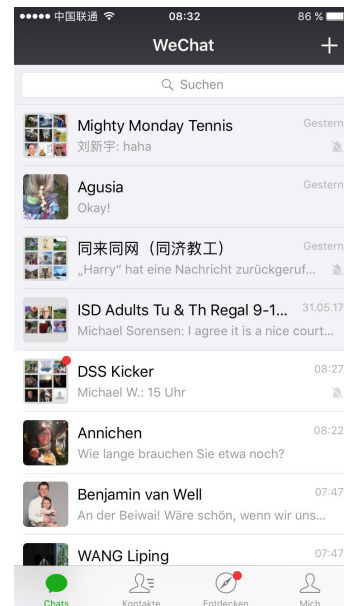 中国联通 08:32 86 %
WeChat
Suchen
Mighty Monday Tennis Gestern
刘新宇: haha
Agusia Gestern
Okay!
同来同网（同济教工） Gestern
„Harry“ hat eine Nachricht zurückgeruf...
ISD Adults Tu & Th Regal 9-1... 31.05.17
Michael Sorensen: I agree it is a nice court...
DSS Kicker 08:27
Michael W.: 15 Uhr
Annichen 08:22
Wie lange brauchen Sie etwa noch?
Benjamin van Well 07:47
An der Beiwai! Wäre schön, wenn wir uns...
WANG Liping 07:47
Chats Kontakte Entdecken Mich